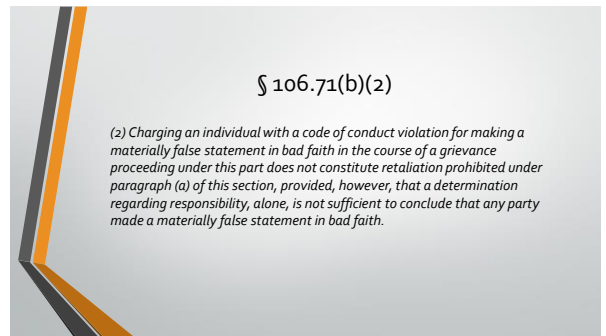 § 106.71(b)(2)
(2) Charging an individual with a code of conduct violation for making a
materially false statement in bad faith in the course of a grievance
proceeding under this part does not constitute retaliation prohibited under
paragraph (a) of this section, provided, however, that a determination
regarding responsibility, alone, is not sufficient to conclude that any party
made a materially false statement in bad faith.